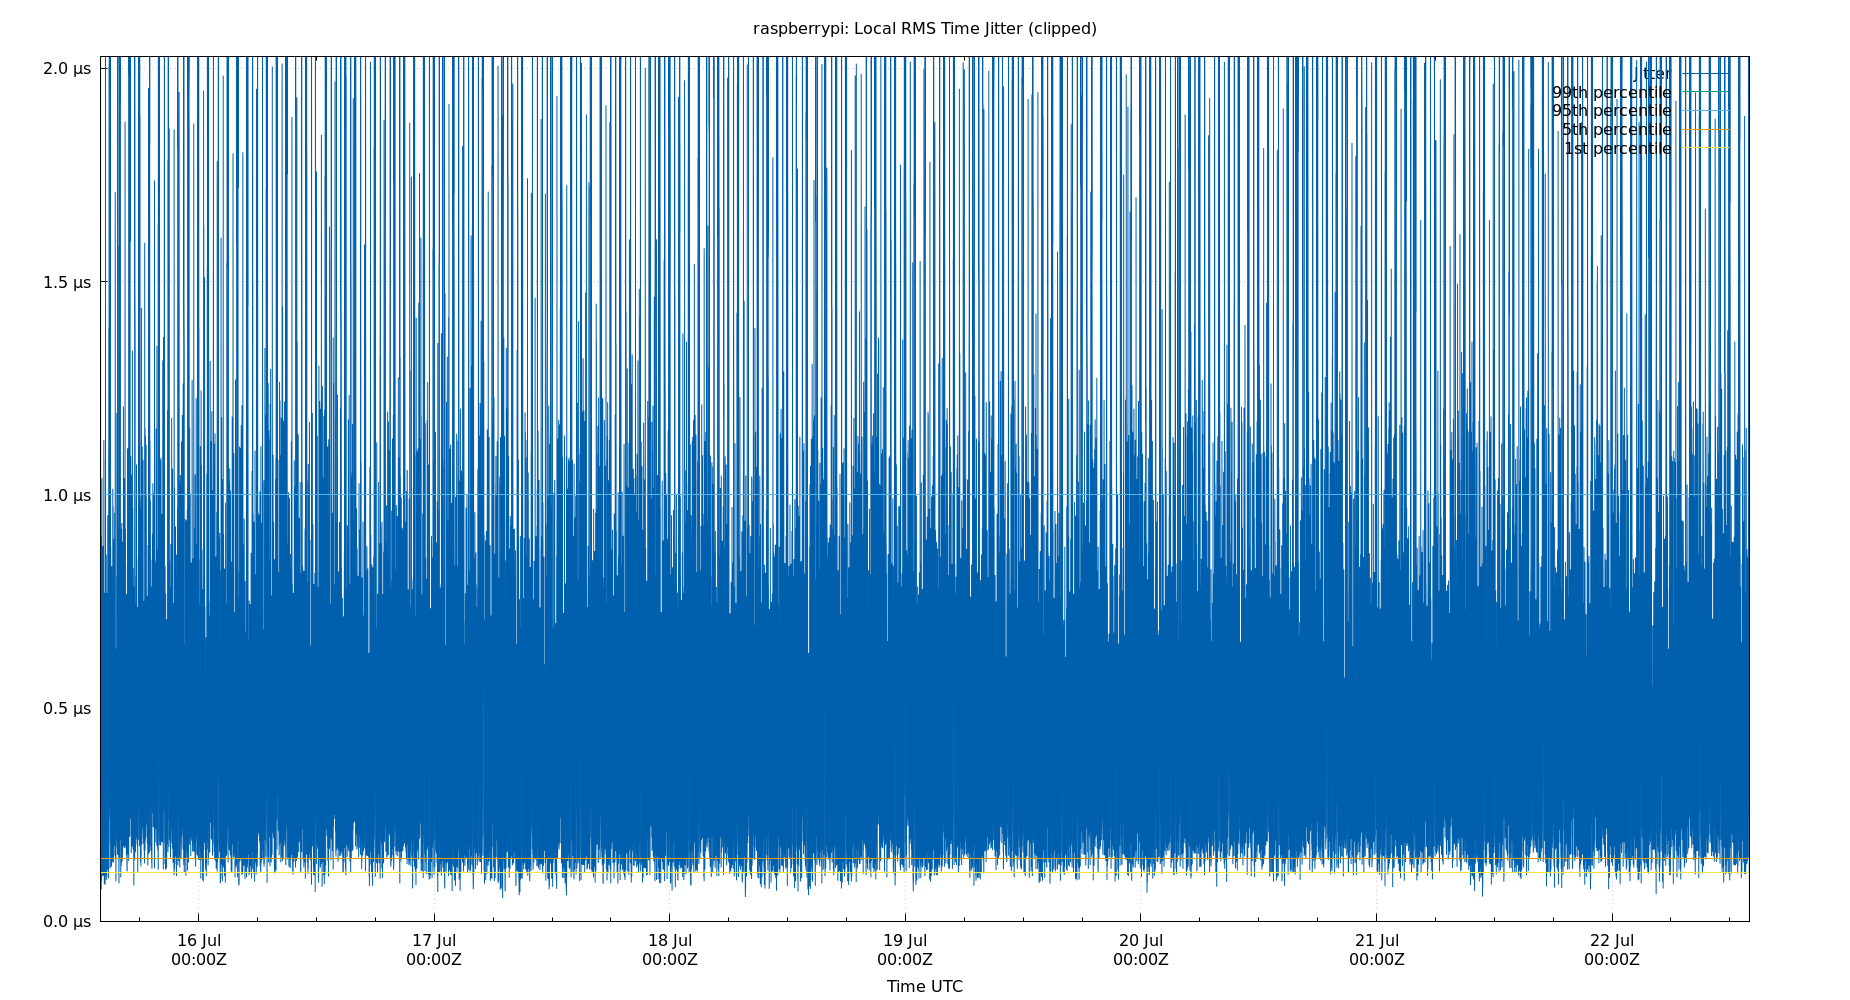 raspberrypi: Local RMS Time Jitter (clipped)
2.0 μs
1.5 μs
1.0 μs
0.5 μs
0.0 μs
jitter
99th percentile
95th percentile
5th percentile
1st percentile
16 Jul 17 Jul 18 Jul 19 Jul 20 Jul 21 Jul 22 Jul
00:00Z 00:00Z 00:00Z 00:00Z 00:00Z 00:00Z 00:00Z
Time UTC